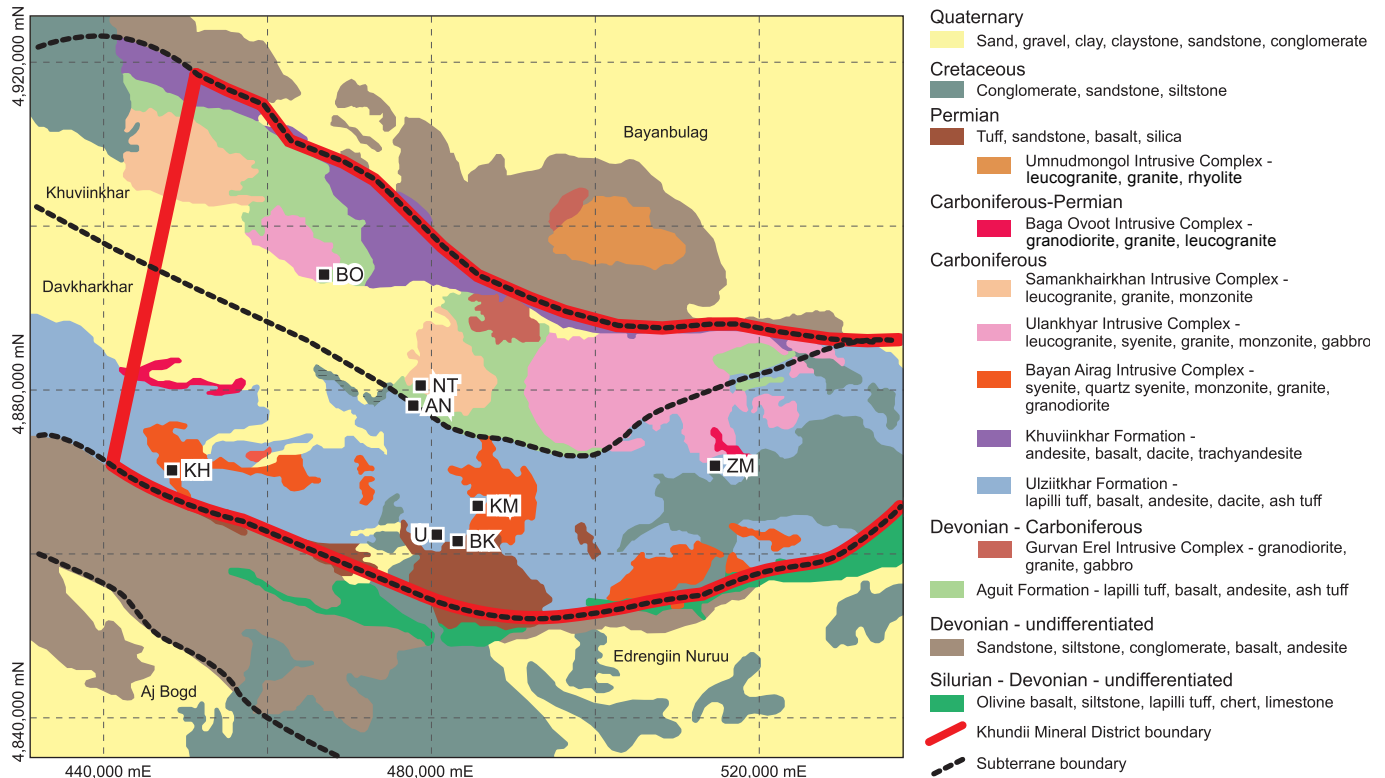 4,920,000 mN
4,880,000 mN
4,840,000 mN
440.000 mE
480.000 mE
520.000 mE
Bayanbulag
Khuviinkhar
Davkharkhar
BO
NT
AN
KH
ZM
KM
U
BK
Edrengiin Nuruu
Aj Bogd
Quaternary
Sand, gravel, clay, claystone, sandstone, conglomerate
Cretaceous
Conglomerate, sandstone, siltstone
Permian
Tuff, sandstone, basalt, silica
Umnudmongol Intrusive Complex -
leucogranite, granite, rhyolite
Carboniferous-Permian
Baga Ovoot Intrusive Complex -
granodiorite, granite, leucogranite
Carboniferous
Samankhairkhan Intrusive Complex -
leucogranite, granite, monzonite
Ulankhyar Intrusive Complex -
leucogranite, syenite, granite, monzonite, gabbro
Bayan Airag Intrusive Complex -
syenite, quartz syenite, monzonite, granite,
granodiorite
Khuviinkhar Formation -
andesite, basalt, dacite, trachyandesite
Ulziitkhar Formation -
lapilli tuff, basalt, andesite, dacite, ash tuff
Devonian - Carboniferous
Gurvan Erel Intrusive Complex - granodiorite,
granite, gabbro
Aguit Formation - lapilli tuff, basalt, andesite, ash tuff
Devonian - undifferentiated
Sandstone, siltstone, conglomerate, basalt, andesite
Silurian - Devonian - undifferentiated
Olivine basalt, siltstone, lapilli tuff, chert, limestone
Khundii Mineral District boundary
Subterrane boundary